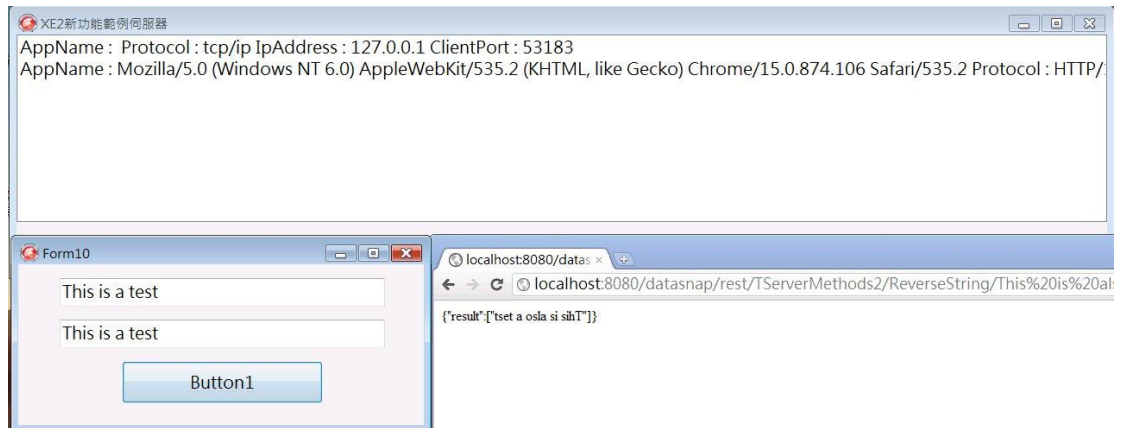 XE2新功能範例伺服器
AppName : Protocol : tcp/ip IpAddress : 127.0.0.1 ClientPort : 53183
AppName : Mozilla/5.0 (Windows NT 6.0) AppleWebKit/535.2 (KHTML, like Gecko) Chrome/15.0.874.106 Safari/535.2 Protocol : HTTP/
Form10
This is a test
This is a test
Button1
localhost:8080/datas
localhost:8080/datasnap/rest/TServerMethods2/ReverseString/This%20is%20als
{"result":["tset a osla si sihT"]}